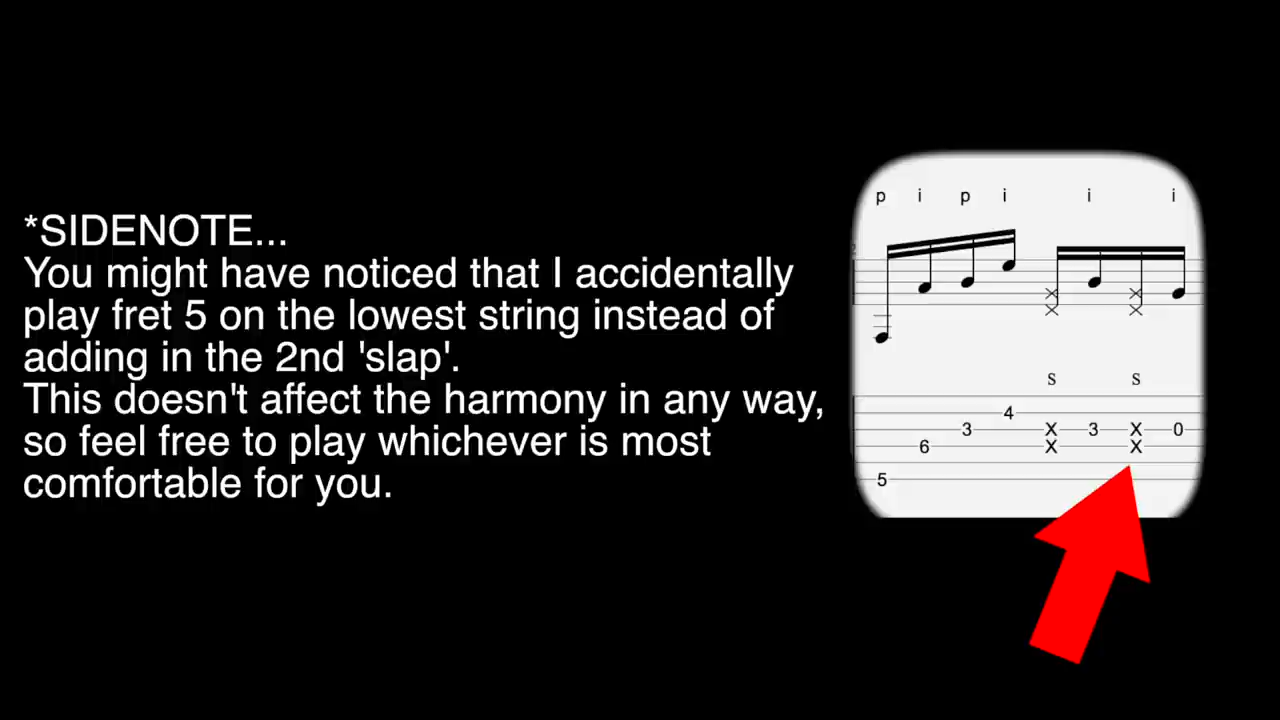 *SIDENOTE...
You might have noticed that I accidentally
play fret 5 on the lowest string instead of
adding in the 2nd 'slap'.
This doesn't affect the harmony in any way,
so feel free to play whichever is most
comfortable for you.
p i p i i i
s s
4
3 X 3 X 0
6 X X
5